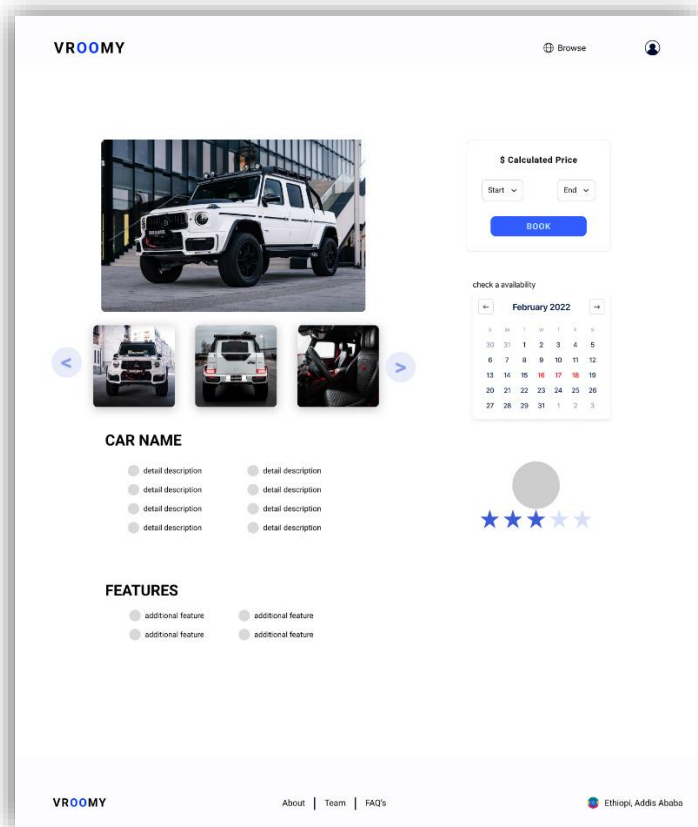 VROOMY
Browse
$ Calculated Price
Start
End
BOOK
check a availability
← February 2022 →
S M T W T F S
30 31 1 2 3 4 5
6 7 8 9 10 11 12
13 14 15 16 17 18 19
20 21 22 23 24 25 26
27 28 29 31 1 2 3
< >
CAR NAME
detail description detail description
detail description detail description
detail description detail description
detail description detail description
FEATURES
additional feature additional feature
additional feature additional feature
VROOMY
About | Team | FAQ's
Ethiopi, Addis Ababa